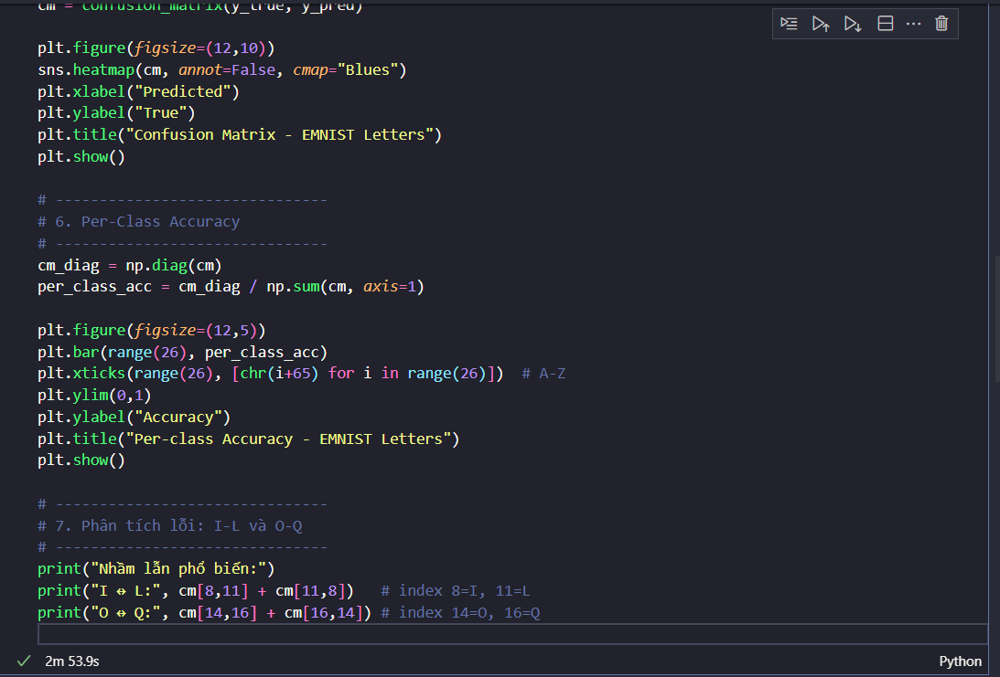 cm = confusion_matrix(y_true, y_pred)
plt.figure(figsize=(12,10))
sns.heatmap(cm, annot=False, cmap="Blues")
plt.xlabel("Predicted")
plt.ylabel("True")
plt.title("Confusion Matrix - EMNIST Letters")
plt.show()
# -------------------------------
# 6. Per-Class Accuracy
# -------------------------------
cm_diag = np.diag(cm)
per_class_acc = cm_diag / np.sum(cm, axis=1)
plt.figure(figsize=(12,5))
plt.bar(range(26), per_class_acc)
plt.xticks(range(26), [chr(i+65) for i in range(26)])  # A-Z
plt.ylim(0,1)
plt.ylabel("Accuracy")
plt.title("Per-class Accuracy - EMNIST Letters")
plt.show()
# -------------------------------
# 7. Phân tích lỗi: I-L và O-Q
# -------------------------------
print("Nhầm lẫn phổ biến:")
print("I ↔ L:", cm[8,11] + cm[11,8])   # index 8=I, 11=L
print("O ↔ Q:", cm[14,16] + cm[16,14]) # index 14=O, 16=Q
2m 53.9s
Python